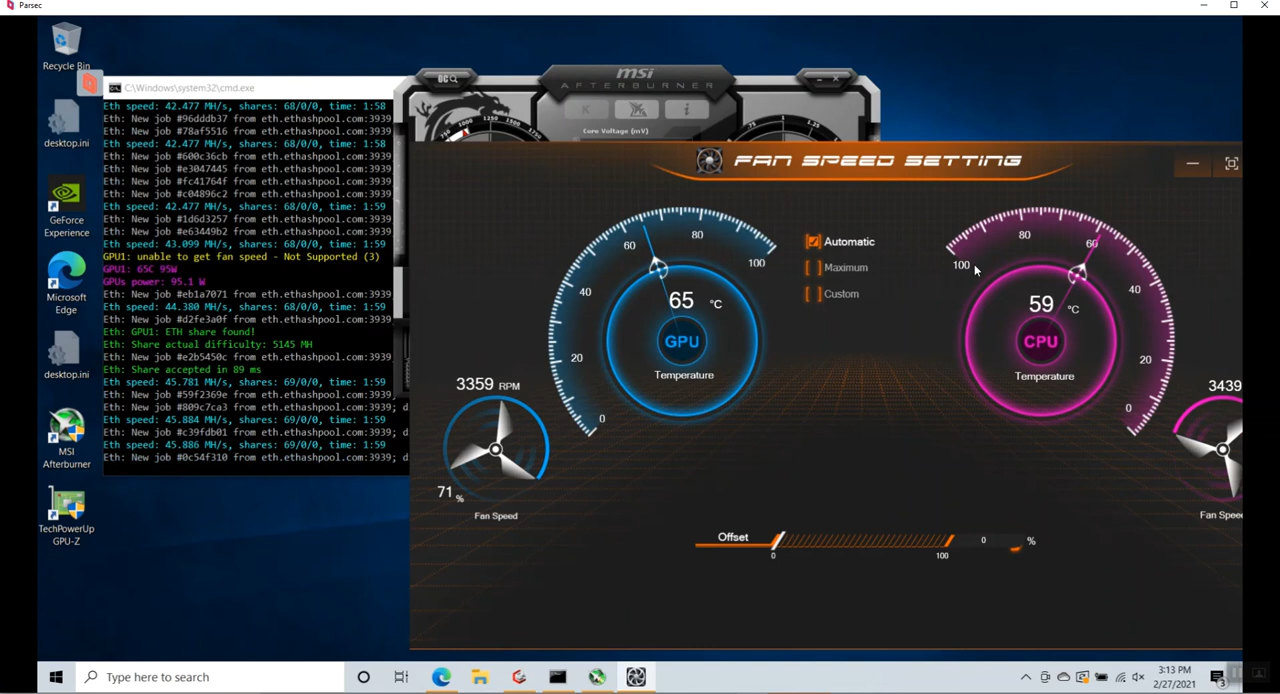 Parsec
Recycle Bin
desktop.ini
GeForce
Experience
Microsoft
Edge
desktop.ini
MSI
Afterburner
TechPowerUp
GPU-Z
C:\Windows\system32\cmd.exe
Eth speed: 42.477 MH/s, shares: 68/0/0, time: 1:58
Eth: New job #96dddb37 from eth.ethashpool.com:3939
Eth: New job #78af5516 from eth.ethashpool.com:3939
Eth speed: 42.477 MH/s, shares: 68/0/0, time: 1:58
Eth: New job #600c36cb from eth.ethashpool.com:3939
Eth: New job #e3047445 from eth.ethashpool.com:3939
Eth: New job #fc41764f from eth.ethashpool.com:3939
Eth: New job #c04896c2 from eth.ethashpool.com:3939
Eth speed: 42.477 MH/s, shares: 68/0/0, time: 1:59
Eth: New job #1d6d3257 from eth.ethashpool.com:3939
Eth: New job #e63449b2 from eth.ethashpool.com:3939
Eth speed: 43.099 MH/s, shares: 68/0/0, time: 1:59
GPU1: unable to get fan speed - Not Supported (3)
GPU1: 65C 95W
GPUs power: 95.1 W
Eth: New job #eb1a7071 from eth.ethashpool.com:3939
Eth speed: 44.380 MH/s, shares: 68/0/0, time: 1:59
Eth: New job #d2fe3a0f from eth.ethashpool.com:3939
Eth: GPU1: ETH share found!
Eth: Share actual difficulty: 5145 MH
Eth: New job #e2b5450c from eth.ethashpool.com:3939
Eth: Share accepted in 89 ms
Eth speed: 45.781 MH/s, shares: 69/0/0, time: 1:59
Eth: New job #59f2369e from eth.ethashpool.com:3939
Eth: New job #809c7ca3 from eth.ethashpool.com:3939; d
Eth speed: 45.884 MH/s, shares: 69/0/0, time: 1:59
Eth: New job #c39fdb01 from eth.ethashpool.com:3939; d
Eth speed: 45.886 MH/s, shares: 69/0/0, time: 1:59
Eth: New job #0c54f310 from eth.ethashpool.com:3939; d
OC
msi
AFTERBURNER
K
i
Core Voltage (mV)
750
1000
1250
1500
1750
.75
1
1.25
FAN SPEED SETTING
0
20
40
60
80
100
65 °C
GPU
Temperature
Automatic
Maximum
Custom
100
80
60
40
20
0
59 °C
CPU
Temperature
3359 RPM
71 %
Fan Speed
3439
Fan Speed
Offset
0
100
0 %
Type here to search
3:13 PM
2/27/2021
3